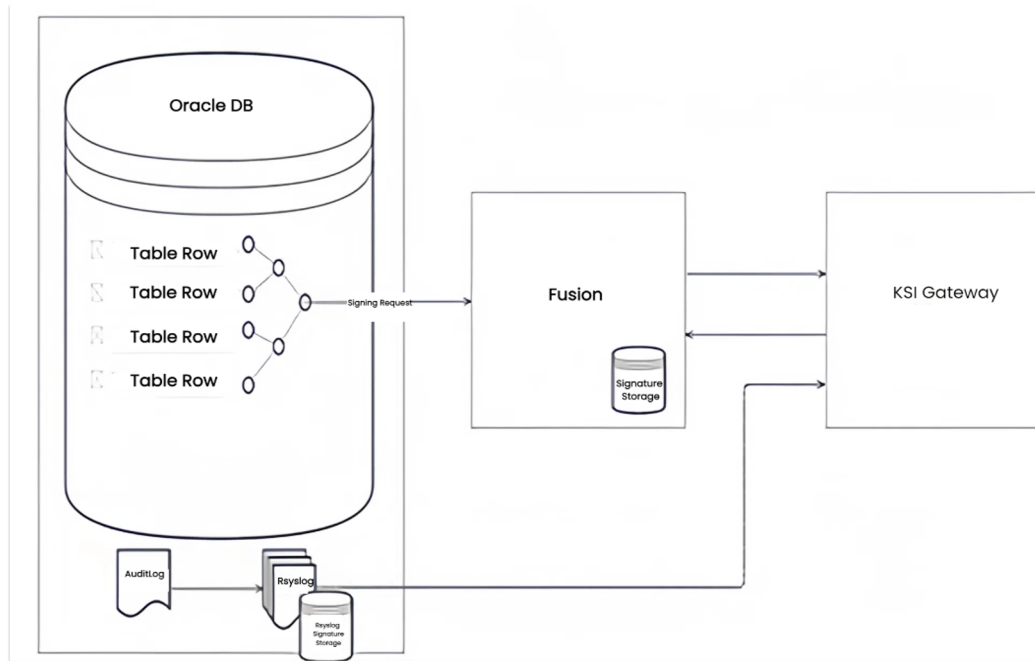 Oracle DB
Table Row
Table Row
Table Row
Table Row
Signing Request
Fusion
Signature
Storage
KSI Gateway
AuditLog
Rsyslog
Rsyslog
Signature
Storage